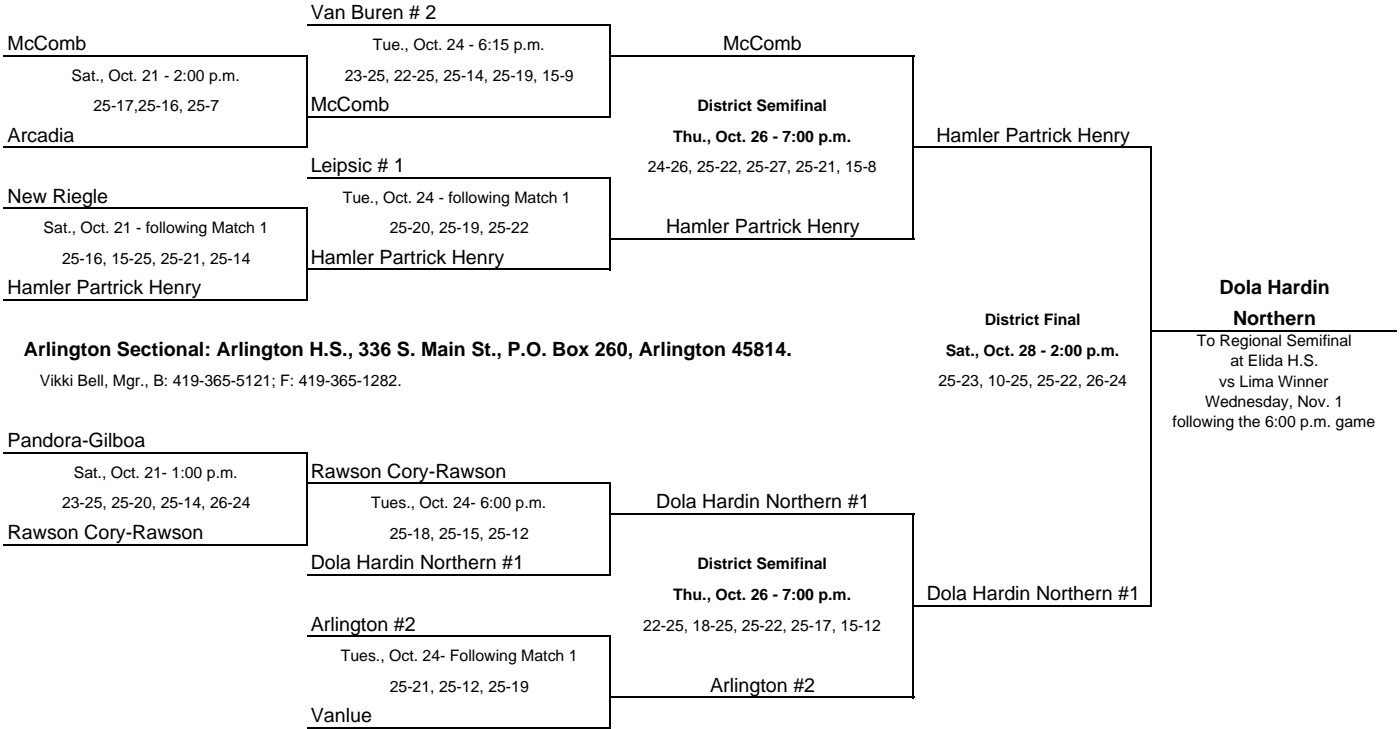 Van Buren # 2
McComb
Tue., Oct. 24 - 6:15 p.m.
McComb
Sat., Oct. 21 - 2:00 p.m.
23-25, 22-25, 25-14, 25-19, 15-9
25-17,25-16, 25-7
McComb
District Semifinal
Arcadia
Thu., Oct. 26 - 7:00 p.m.
Hamler Partrick Henry
Leipsic # 1
24-26, 25-22, 25-27, 25-21, 15-8
New Riegle
Tue., Oct. 24 - following Match 1
Sat., Oct. 21 - following Match 1
25-20, 25-19, 25-22
Hamler Partrick Henry
25-16, 15-25, 25-21, 25-14
Hamler Partrick Henry
Hamler Partrick Henry
Dola Hardin
District Final
Northern
Arlington Sectional: Arlington H.S., 336 S. Main St., P.O. Box 260, Arlington 45814.
Sat., Oct. 28 - 2:00 p.m.
To Regional Semifinal
at Elida H.S.
Vikki Bell, Mgr., B: 419-365-5121; F: 419-365-1282.
25-23, 10-25, 25-22, 26-24
vs Lima Winner
Wednesday, Nov. 1
following the 6:00 p.m. game
Pandora-Gilboa
Sat., Oct. 21- 1:00 p.m.
Rawson Cory-Rawson
23-25, 25-20, 25-14, 26-24
Tues., Oct. 24- 6:00 p.m.
Dola Hardin Northern #1
Rawson Cory-Rawson
25-18, 25-15, 25-12
Dola Hardin Northern #1
District Semifinal
Thu., Oct. 26 - 7:00 p.m.
Dola Hardin Northern #1
Arlington #2
22-25, 18-25, 25-22, 25-17, 15-12
Tues., Oct. 24- Following Match 1
25-21, 25-12, 25-19
Arlington #2
Vanlue